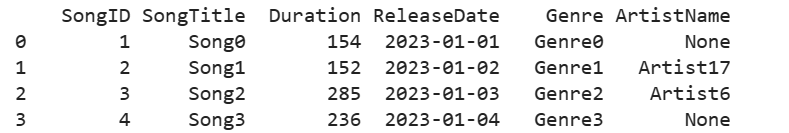 SongID SongTitle Duration ReleaseDate Genre ArtistName
0 1 Song0 154 2023-01-01 Genre0 None
1 2 Song1 152 2023-01-02 Genre1 Artist17
2 3 Song2 285 2023-01-03 Genre2 Artist6
3 4 Song3 236 2023-01-04 Genre3 None